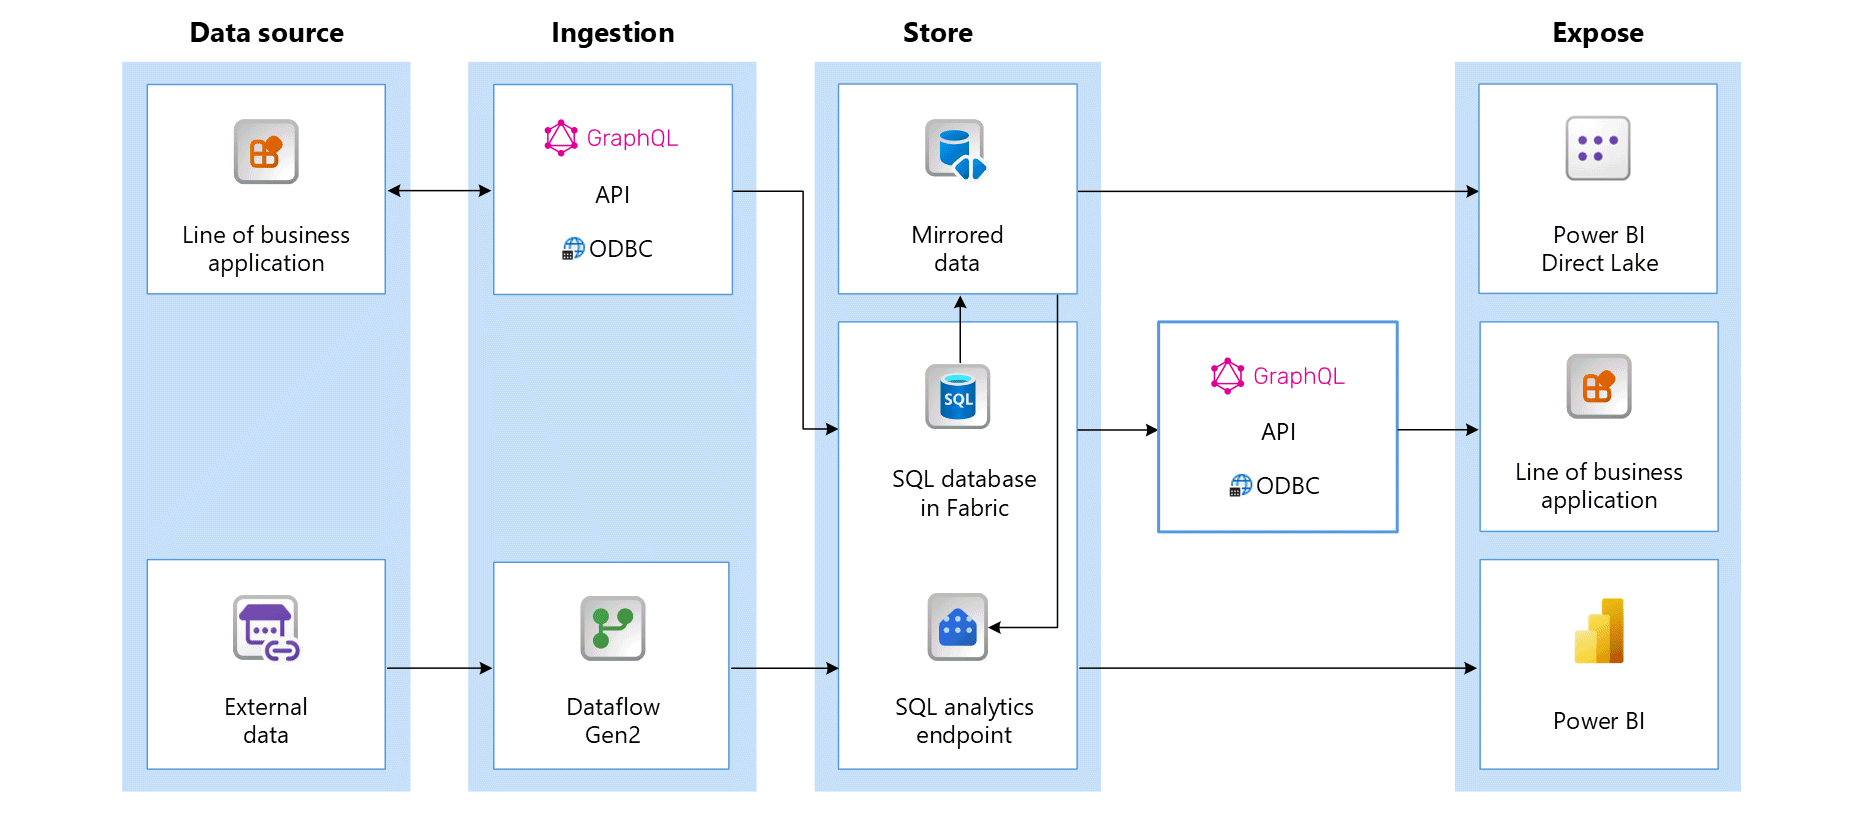 Data source
Ingestion
Store
Expose
Line of business
application
GraphQL
API
ODBC
Mirrored
data
Power BI
Direct Lake
SQL
SQL database
in Fabric
GraphQL
API
ODBC
Line of business
application
External
data
Dataflow
Gen2
SQL analytics
endpoint
Power BI